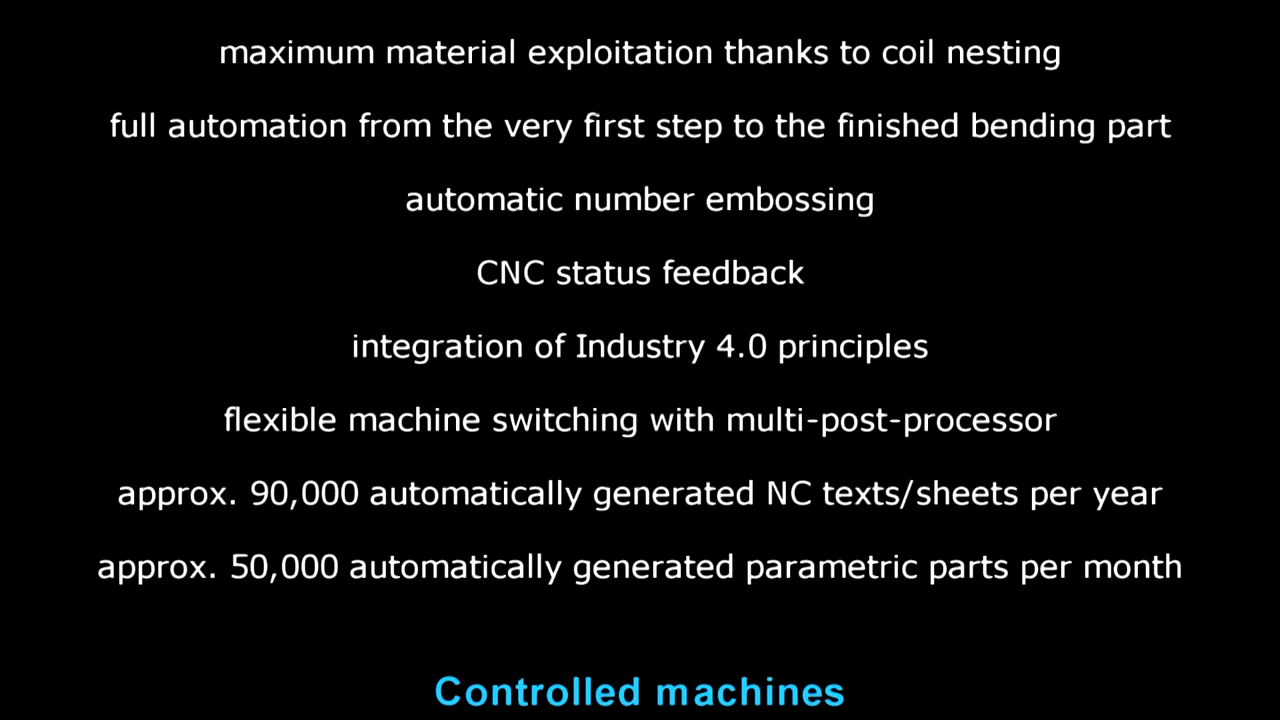 maximum material exploitation thanks to coil nesting
full automation from the very first step to the finished bending part
automatic number embossing
CNC status feedback
integration of Industry 4.0 principles
flexible machine switching with multi-post-processor
approx. 90,000 automatically generated NC texts/sheets per year
approx. 50,000 automatically generated parametric parts per month
Controlled machines